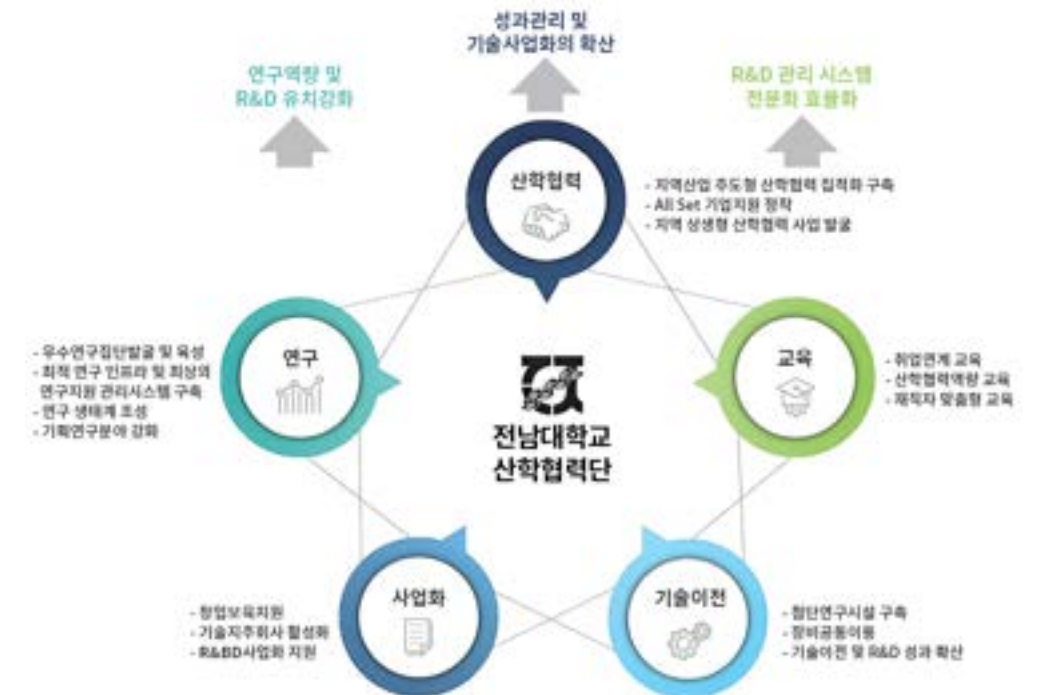 성과관리 및
기술사업화의 확산
연구역량 및
R&D 유치강화
R&D 관리 시스템
전문화 효율화
산학협력
- 지역산업 주도형 산학협력 집적화 구축
- All Set 기업지원 정착
- 지역 상생형 산학협력 사업 발굴
연구
- 우수연구집단발굴 및 육성
- 최적 연구 인프라 및 최상의
연구지원 관리시스템 구축
- 연구 생태계 조성
- 기획연구분야 강화
교육
- 취업연계 교육
- 산학협력역량 교육
- 재직자 맞춤형 교육
전남대학교
산학협력단
사업화
- 창업보육지원
- 기술지주회사 활성화
- R&BD사업화 지원
기술이전
- 첨단연구시설 구축
- 장비공동이용
- 기술이전 및 R&D 성과 확산